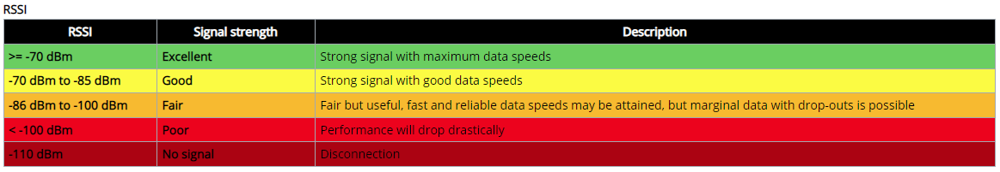 RSSI
RSSI Signal strength Description
>= -70 dBm Excellent Strong signal with maximum data speeds
-70 dBm to -85 dBm Good Strong signal with good data speeds
-86 dBm to -100 dBm Fair Fair but useful, fast and reliable data speeds may be attained, but marginal data with drop-outs is possible
< -100 dBm Poor Performance will drop drastically
-110 dBm No signal Disconnection